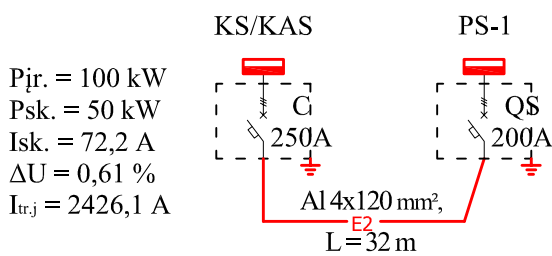 KS/KAS
PS-1
Pįr. = 100 kW
Psk. = 50 kW
Isk. = 72,2 A
ΔU = 0,61 %
Itr.j = 2426,1 A
C
250A
QS
200A
Al 4x120 mm²,
E2
L = 32 m